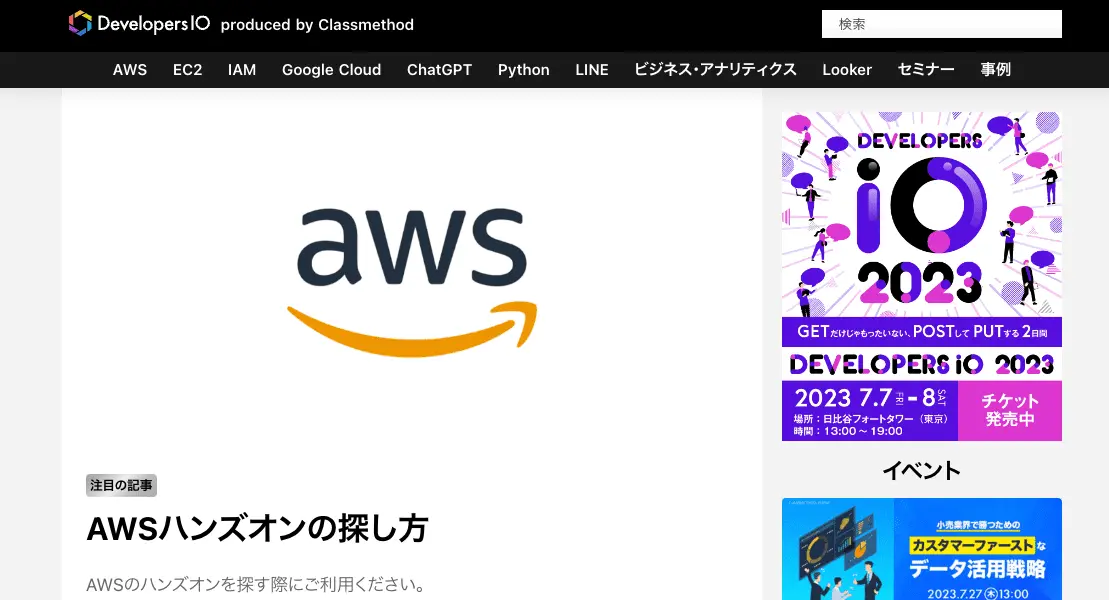 DevelopersIO produced by Classmethod
検索
AWS EC2 IAM Google Cloud ChatGPT Python LINE ビジネス・アナリティクス Looker セミナー 事例
aws
注目の記事
AWSハンズオンの探し方
AWSのハンズオンを探す際にご利用ください。
DEVELOPERS
iO
2023
GETだけじゃもったいない、POSTして PUTする 2日間
DEVELOPERS iO 2023
2023 7.7 FRI - 8 SAT
場所：日比谷フォートタワー（東京）
時間：13:00 ～ 19:00
チケット
発売中
イベント
小売業界で勝つための
カスタマーファーストな
データ活用戦略
2023.7.27 木 13:00